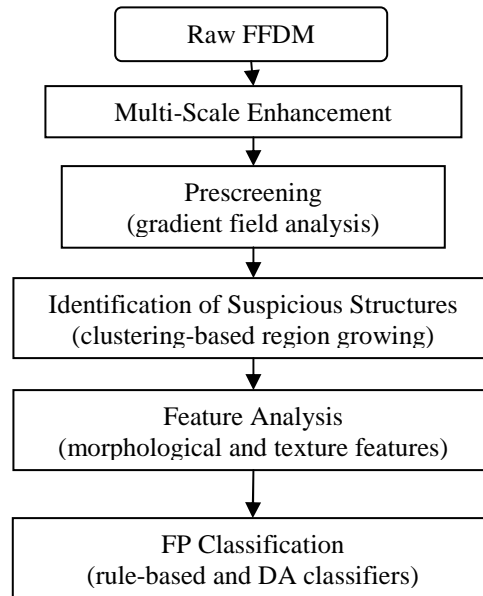 Raw FFDM
Multi-Scale Enhancement
Prescreening
(gradient field analysis)
Identification of Suspicious Structures
(clustering-based region growing)
Feature Analysis
(morphological and texture features)
FP Classification
(rule-based and DA classifiers)